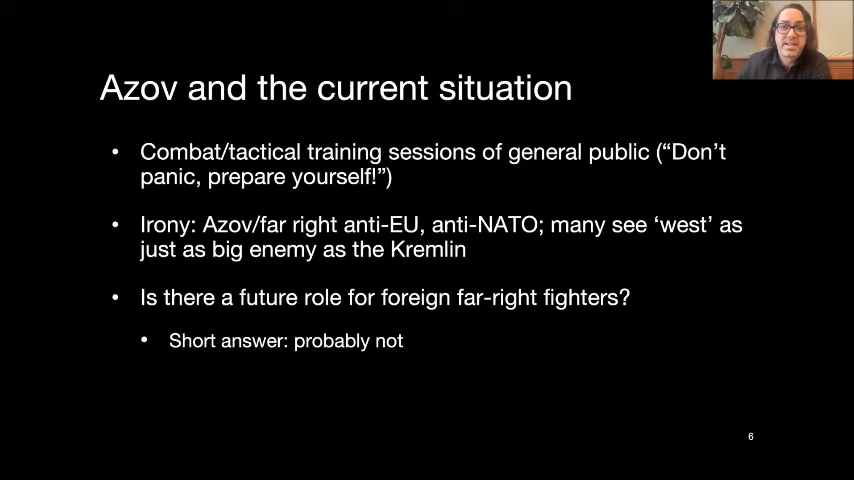 Azov and the current situation
• Combat/tactical training sessions of general public (“Don’t
panic, prepare yourself!”)
• Irony: Azov/far right anti-EU, anti-NATO; many see ‘west’ as
just as big enemy as the Kremlin
• Is there a future role for foreign far-right fighters?
• Short answer: probably not
6